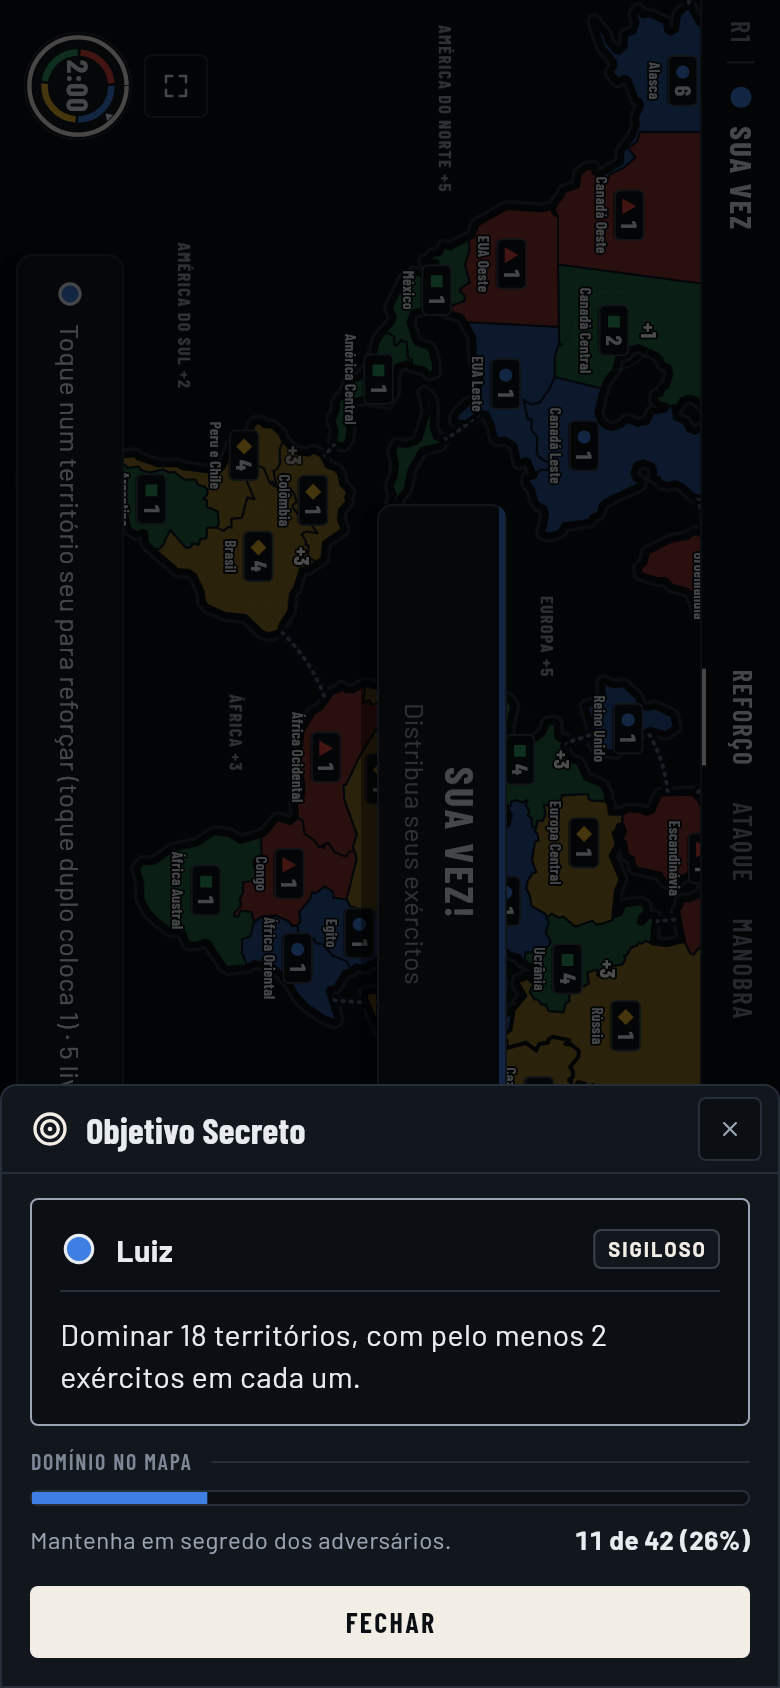 R1
SUA VEZ
REFORÇO
ATAQUE
MANOBRA
2:00
AMÉRICA DO NORTE +5
AMÉRICA DO SUL +2
EUROPA +5
ÁFRICA +3
6
Alasca
1
Canadá Oeste
+1
2
Canadá Central
1
EUA Oeste
1
México
1
EUA Leste
1
Canadá Leste
1
América Central
+3
4
Peru e Chile
1
Colômbia
+3
4
Brasil
1
1
Reino Unido
+3
4
1
Europa Central
Escandinávia
1
1
+3
4
Ucrânia
1
Rússia
1
África Ocidental
1
Congo
1
África Austral
1
Egito
1
África Oriental
SUA VEZ!
Distribua seus exércitos
Toque num território seu para reforçar (toque duplo coloca 1) · 5
Objetivo Secreto
Luiz
SIGILOSO
Dominar 18 territórios, com pelo menos 2
exércitos em cada um.
DOMÍNIO NO MAPA
Mantenha em segredo dos adversários.
11 de 42 (26%)
FECHAR